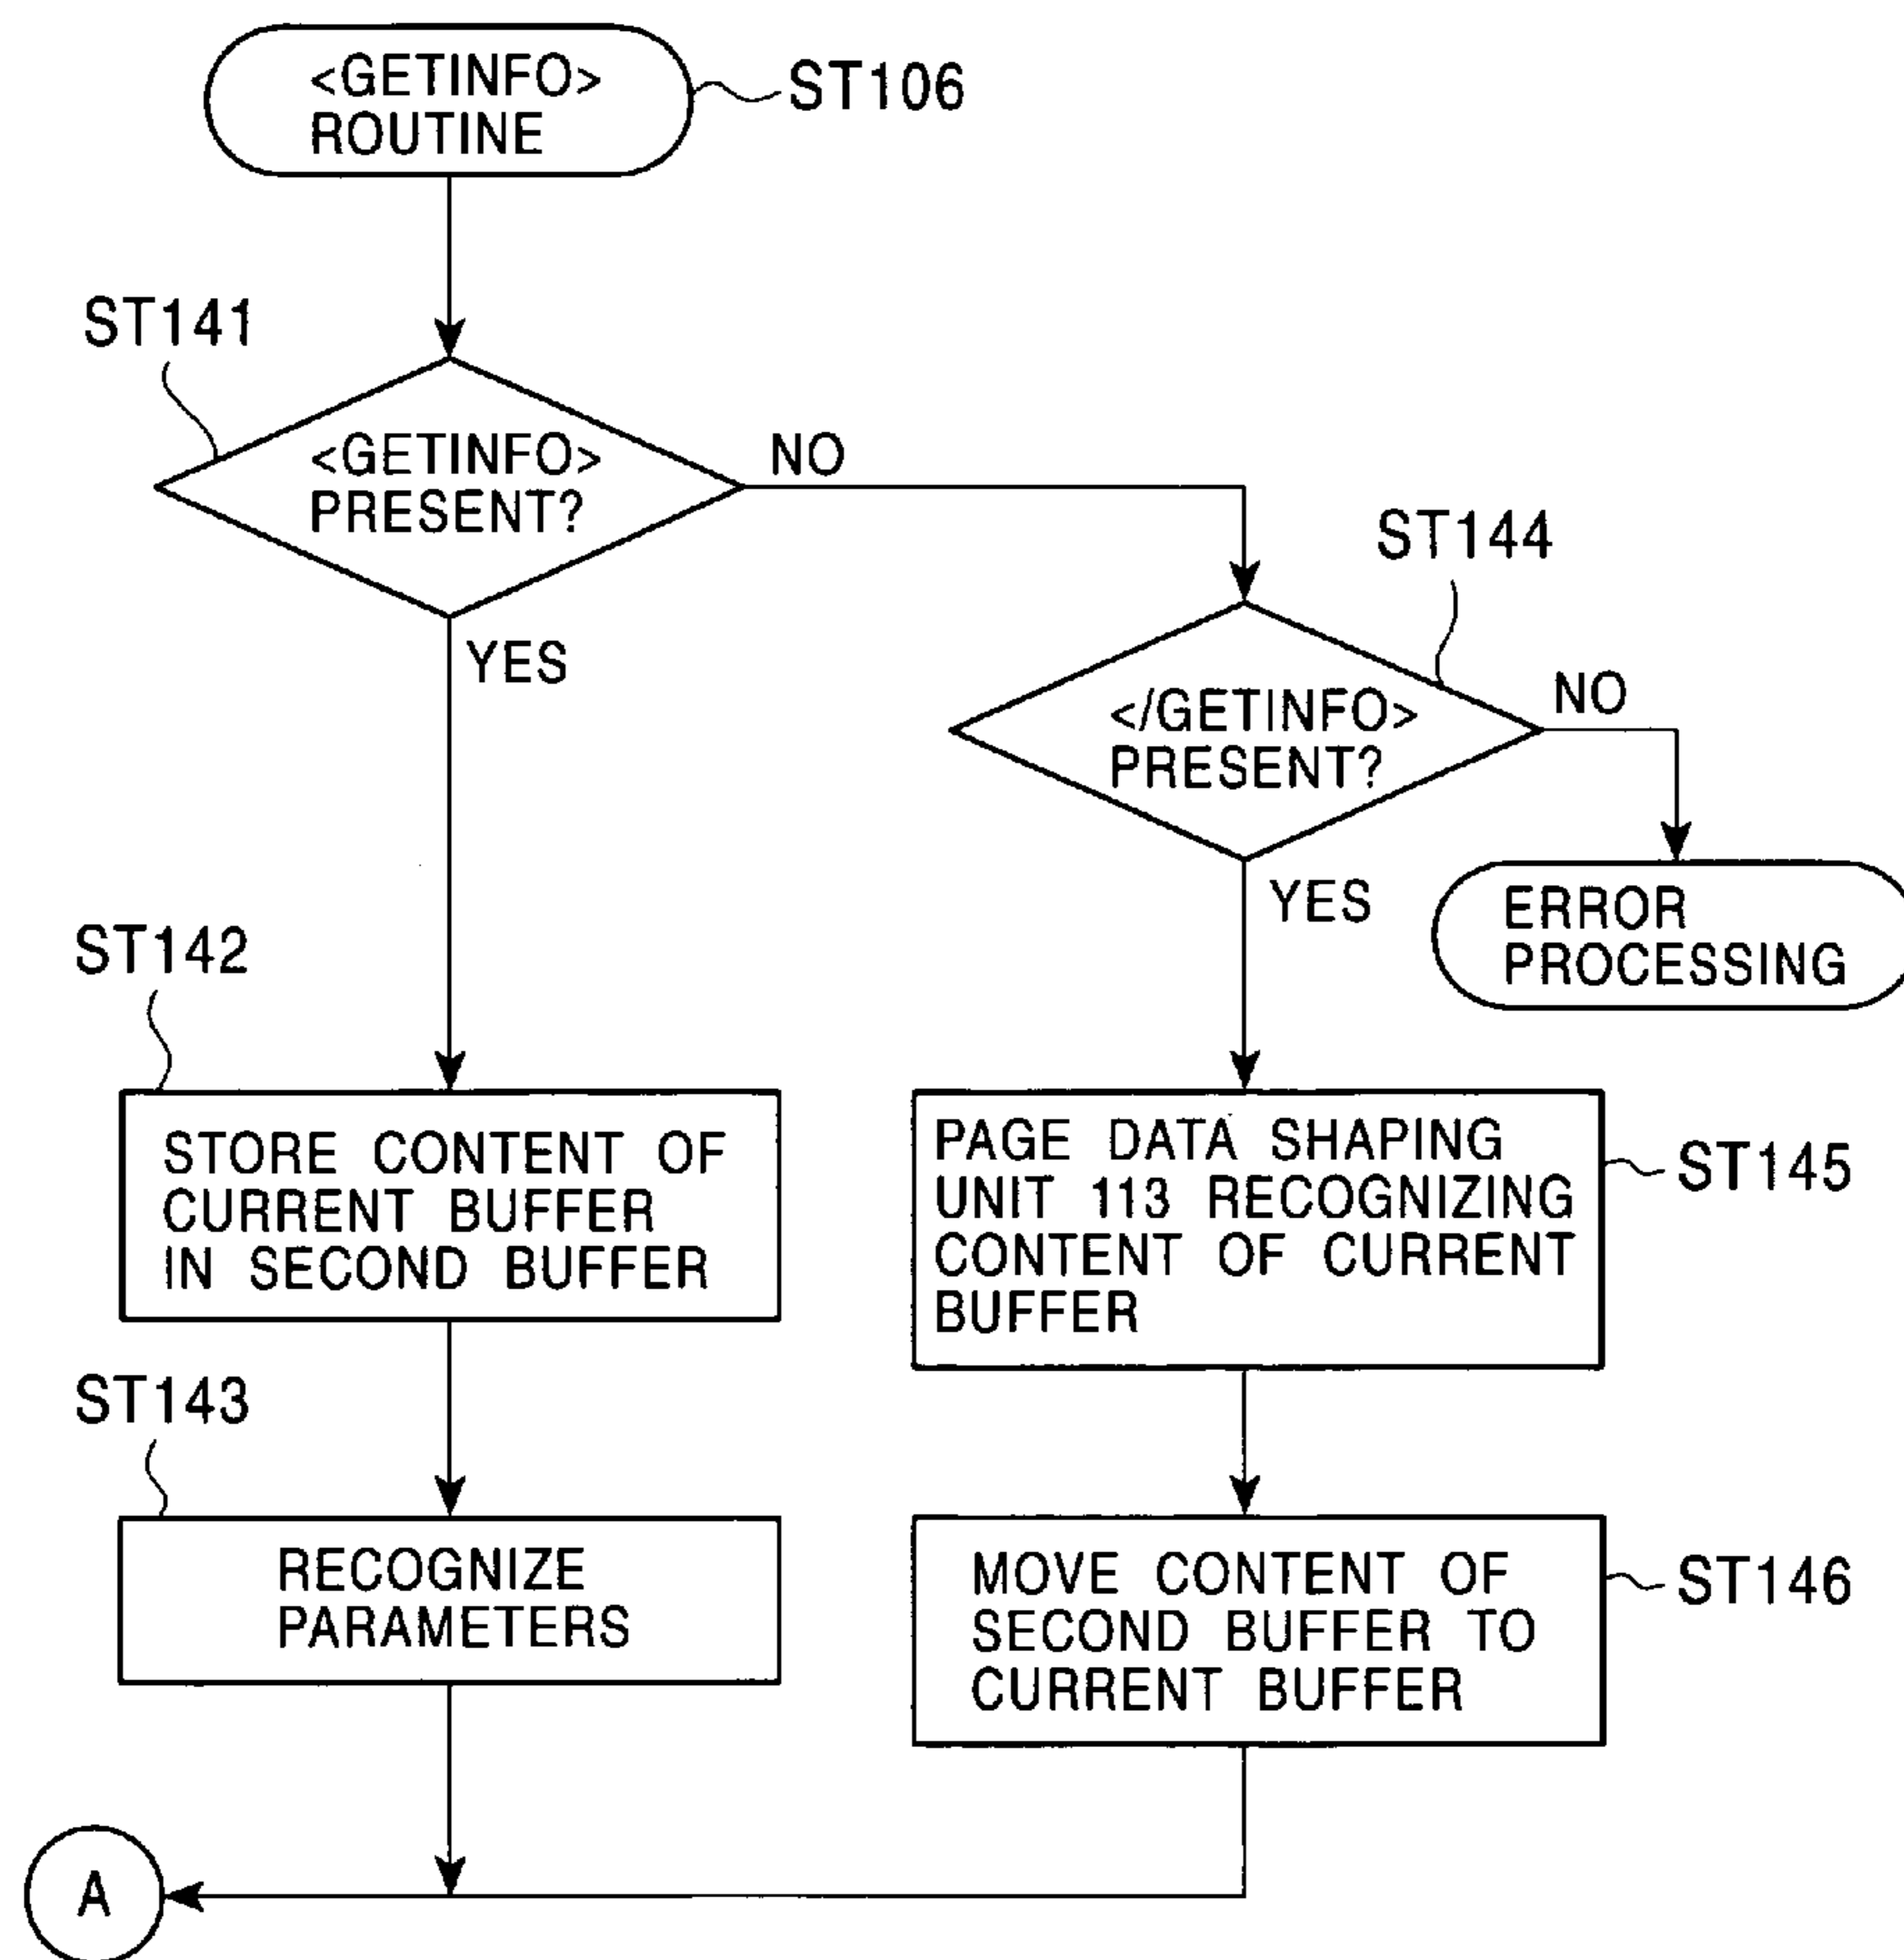 <GETINFO>
ROUTINE
ST106
ST141
<GETINFO>
PRESENT?
NO
YES
ST144
</GETINFO>
PRESENT?
NO
YES
ERROR
PROCESSING
ST142
STORE CONTENT OF
CURRENT BUFFER
IN SECOND BUFFER
PAGE DATA SHAPING
UNIT 113 RECOGNIZING
CONTENT OF CURRENT
BUFFER
ST145
ST143
RECOGNIZE
PARAMETERS
MOVE CONTENT OF
SECOND BUFFER TO
CURRENT BUFFER
ST146
A